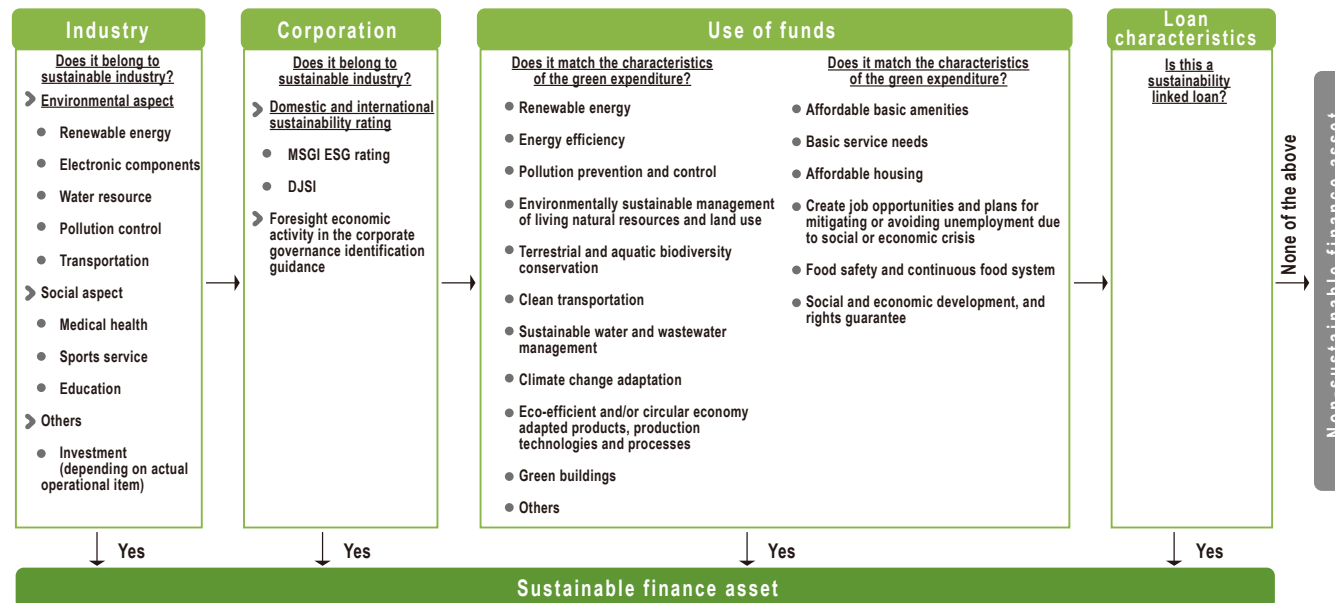 Industry
Does it belong to
sustainable industry?
Environmental aspect
Renewable energy
Electronic components
Water resource
Pollution control
Transportation
Social aspect
Medical health
Sports service
Education
Others
Investment
(depending on actual
operational item)
Yes
Corporation
Does it belong to
sustainable industry?
Domestic and international
sustainability rating
MSGI ESG rating
DJSI
Foresight economic
activity in the corporate
governance identification
guidance
Yes
Use of funds
Does it match the characteristics
of the green expenditure?
Renewable energy
Energy efficiency
Pollution prevention and control
Environmentally sustainable management
of living natural resources and land use
Terrestrial and aquatic biodiversity
conservation
Clean transportation
Sustainable water and wastewater
management
Climate change adaptation
Eco-efficient and/or circular economy
adapted products, production
technologies and processes
Green buildings
Others
Does it match the characteristics
of the green expenditure?
Affordable basic amenities
Basic service needs
Affordable housing
Create job opportunities and plans for
mitigating or avoiding unemployment due
to social or economic crisis
Food safety and continuous food system
Social and economic development, and
rights guarantee
Yes
Loan
characteristics
Is this a
sustainability
linked loan?
Yes
None of the above
Non-sustainable finance asset
Sustainable finance asset